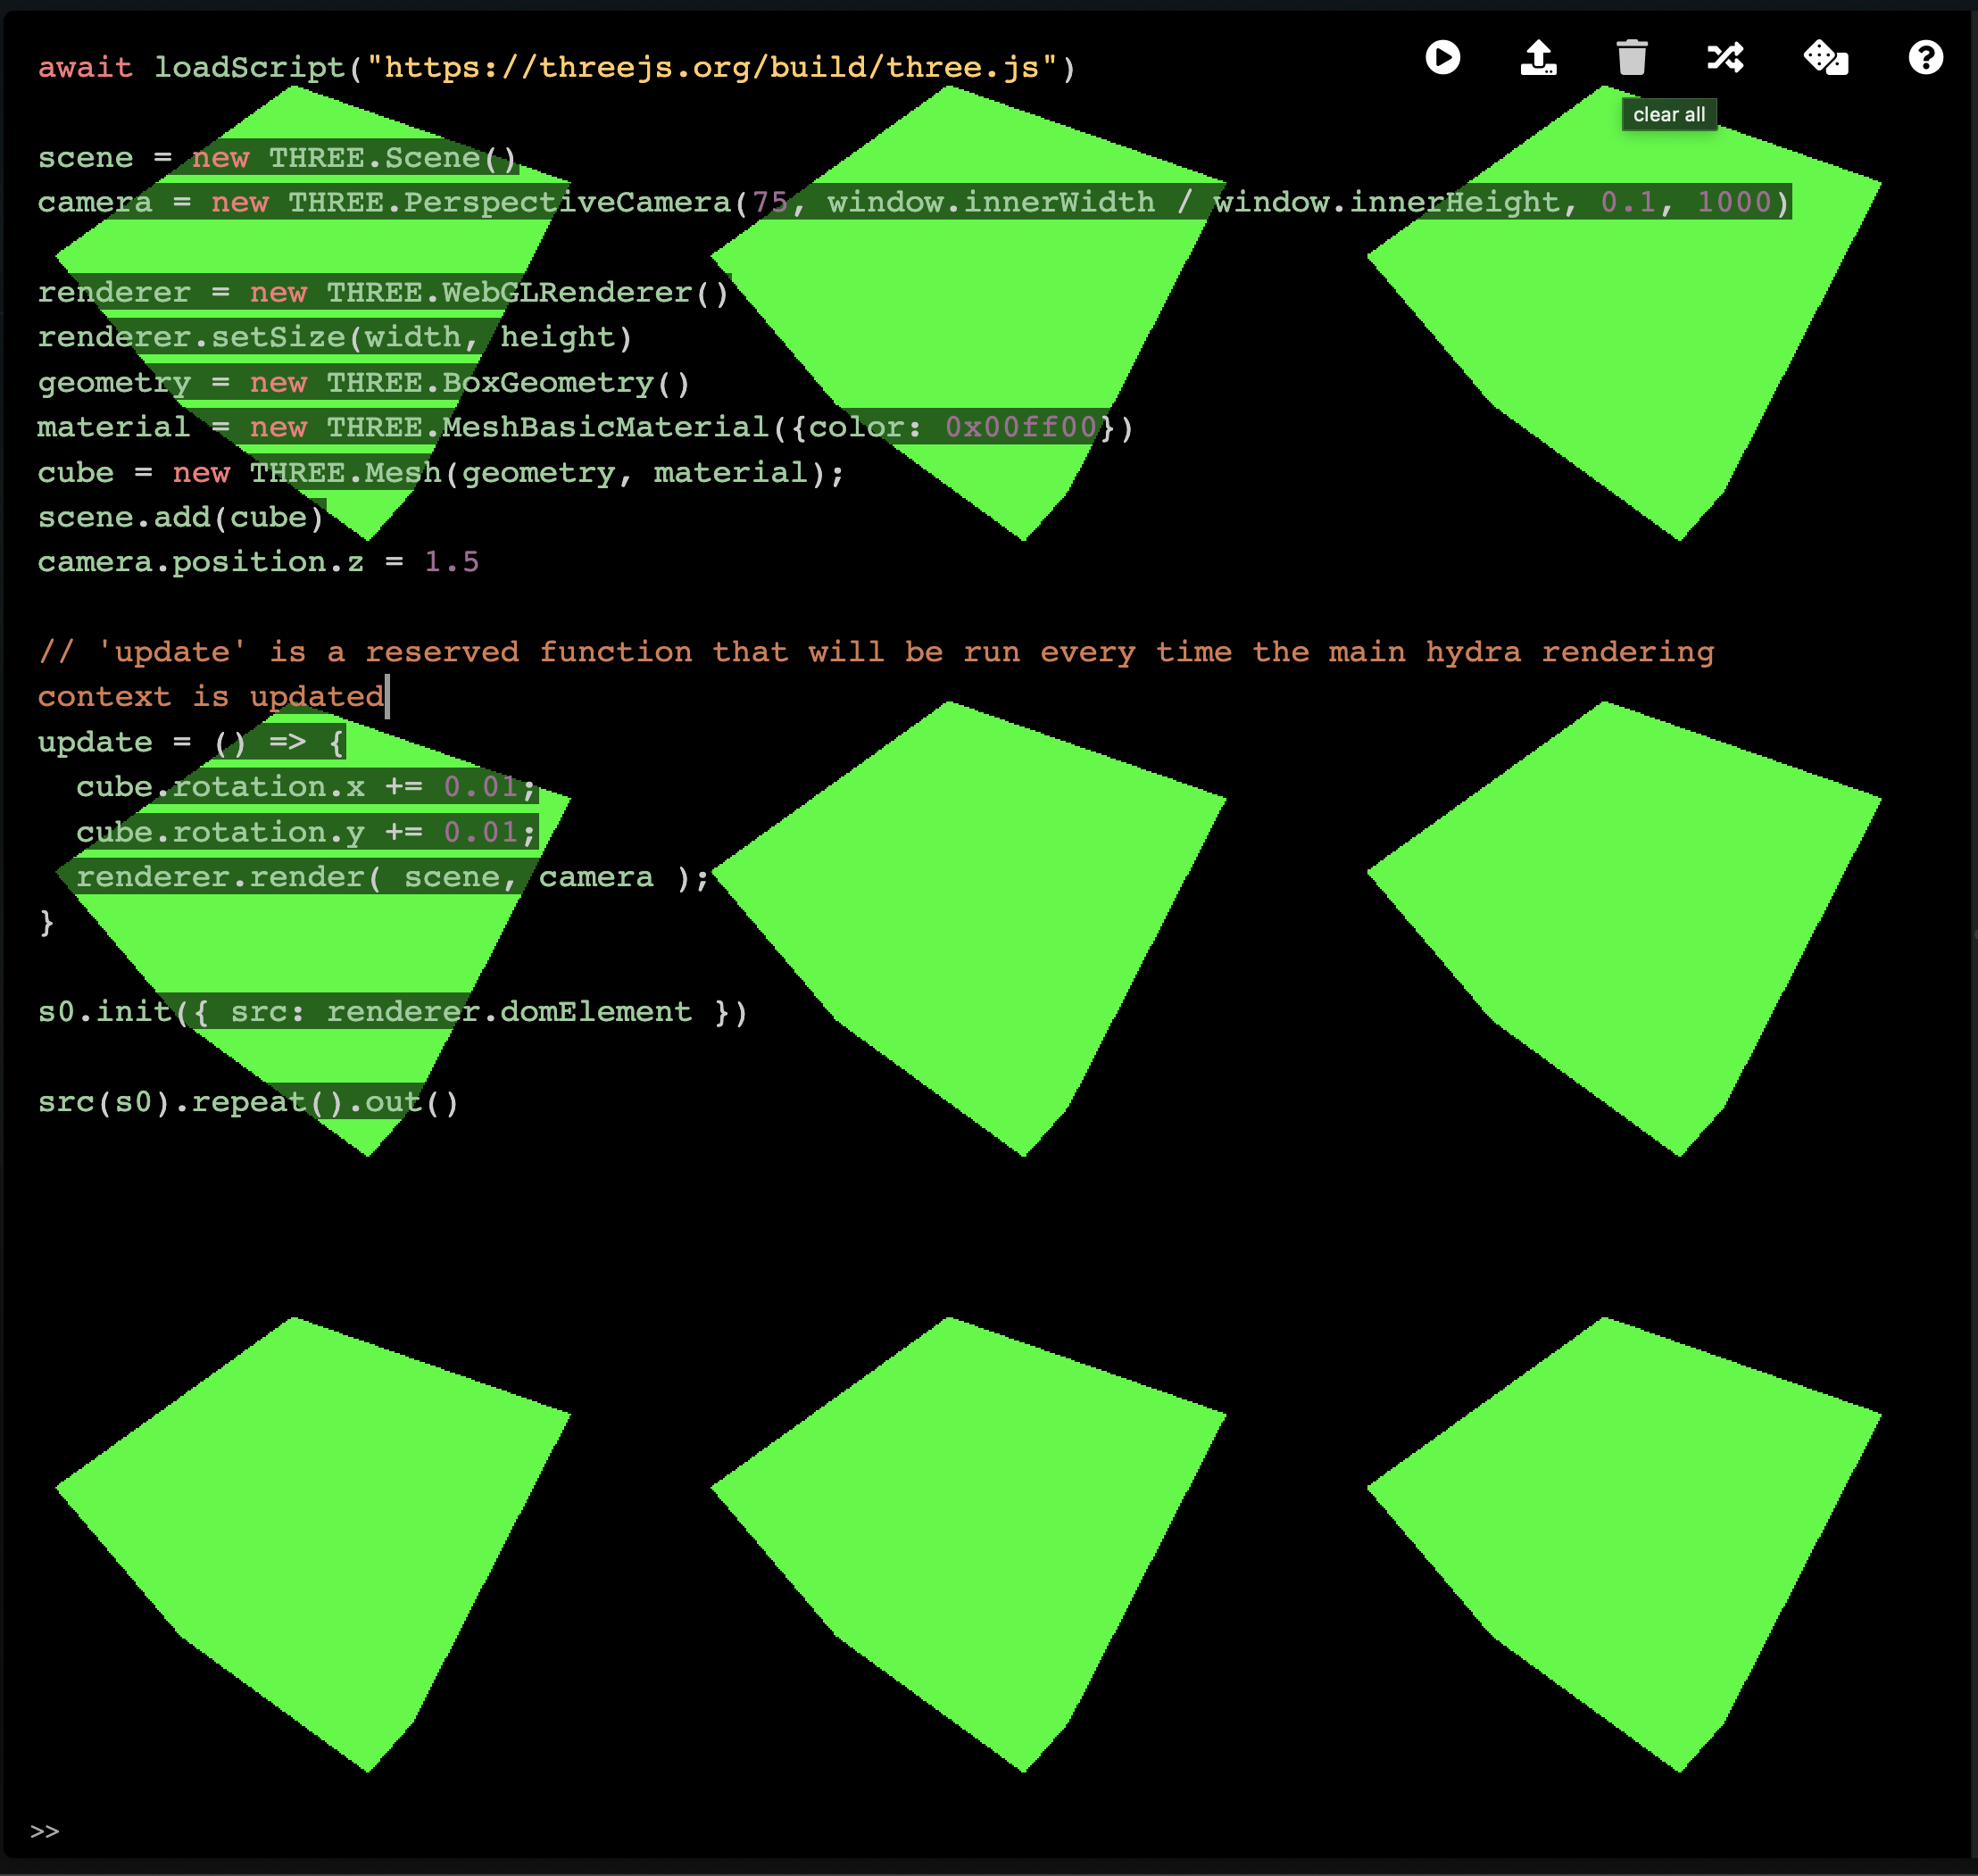 await loadScript("https://threejs.org/build/three.js")
clear all
scene = new THREE.Scene()
camera = new THREE.PerspectiveCamera(75, window.innerWidth / window.innerHeight, 0.1, 1000)
renderer = new THREE.WebGLRenderer()
renderer.setSize(width, height)
geometry = new THREE.BoxGeometry()
material = new THREE.MeshBasicMaterial({color: 0x00ff00})
cube = new THREE.Mesh(geometry, material);
scene.add(cube)
camera.position.z = 1.5
// 'update' is a reserved function that will be run every time the main hydra rendering
context is updated
update = () => {
  cube.rotation.x += 0.01;
  cube.rotation.y += 0.01;
  renderer.render( scene, camera );
}
s0.init({ src: renderer.domElement })
src(s0).repeat().out()
>>